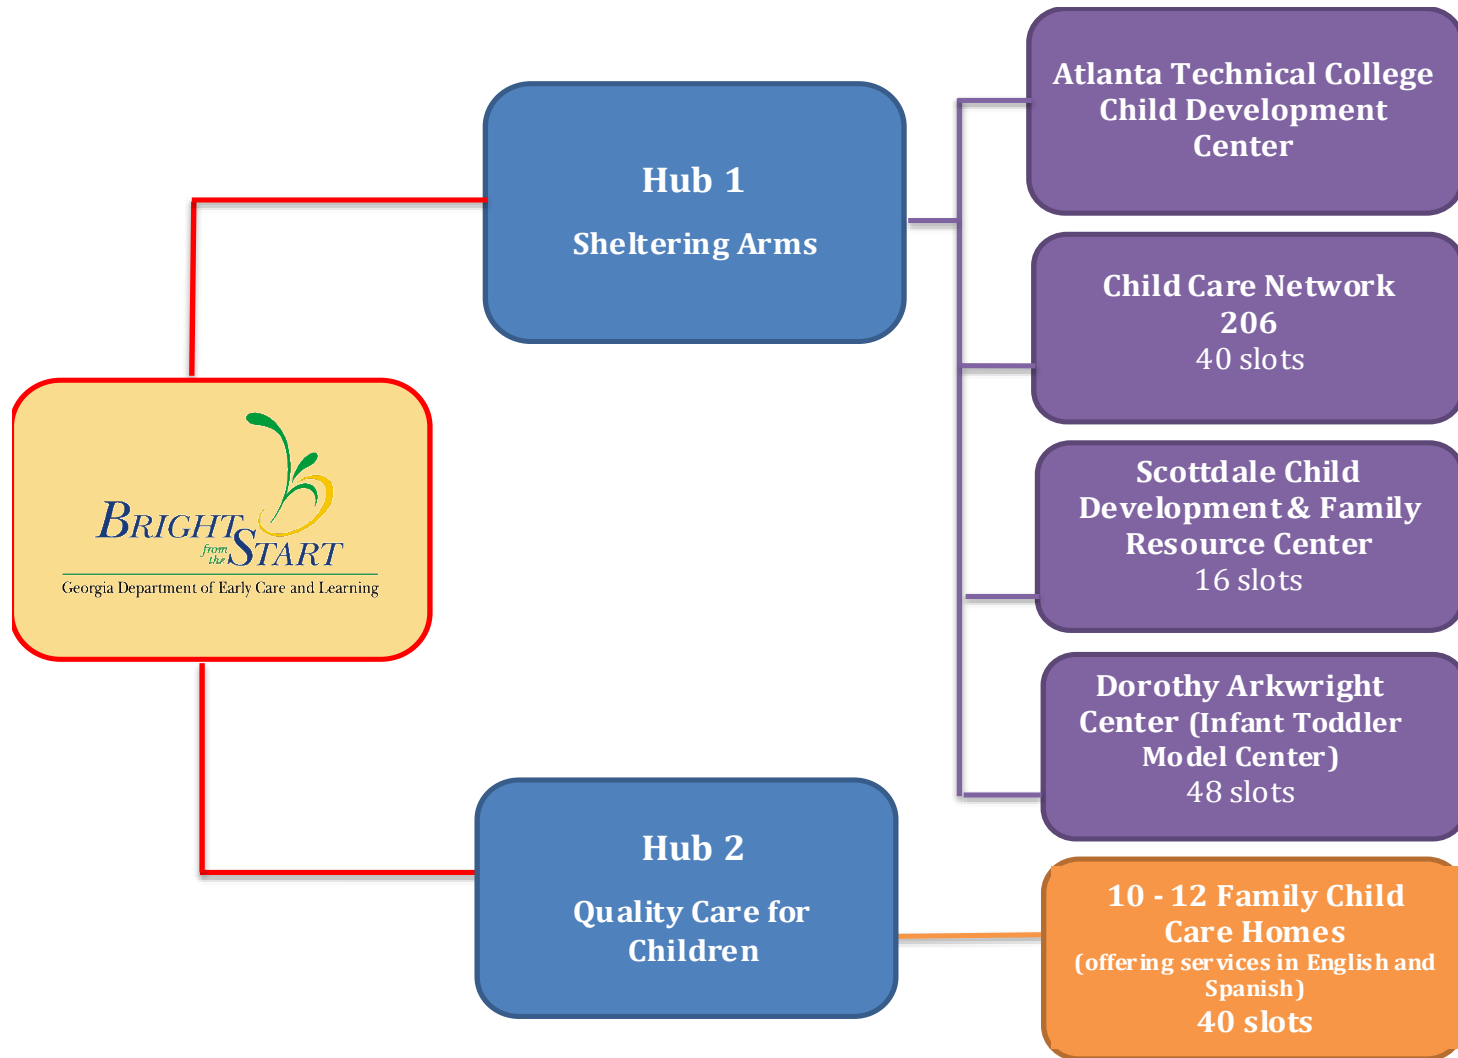 Atlanta Technical College
Child Development
Center
Hub 1
Sheltering Arms
Child Care Network
206
40 slots
BRIGHT
from
the
START
Georgia Department of Early Care and Learning
Scottdale Child
Development & Family
Resource Center
16 slots
Dorothy Arkwright
Center (Infant Toddler
Model Center)
48 slots
Hub 2
Quality Care for
Children
10 - 12 Family Child
Care Homes
(offering services in English and
Spanish)
40 slots